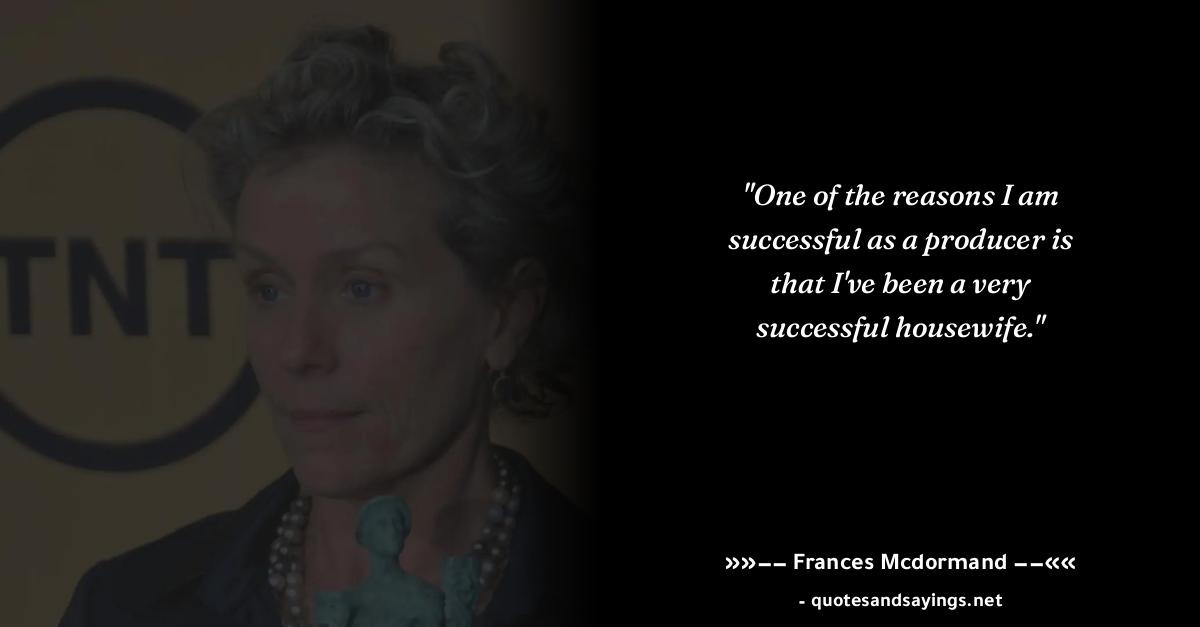 TNT
"One of the reasons I am
successful as a producer is
that I've been a very
successful housewife."
»»—— Frances Mcdormand ——««
- quotesandsayings.net